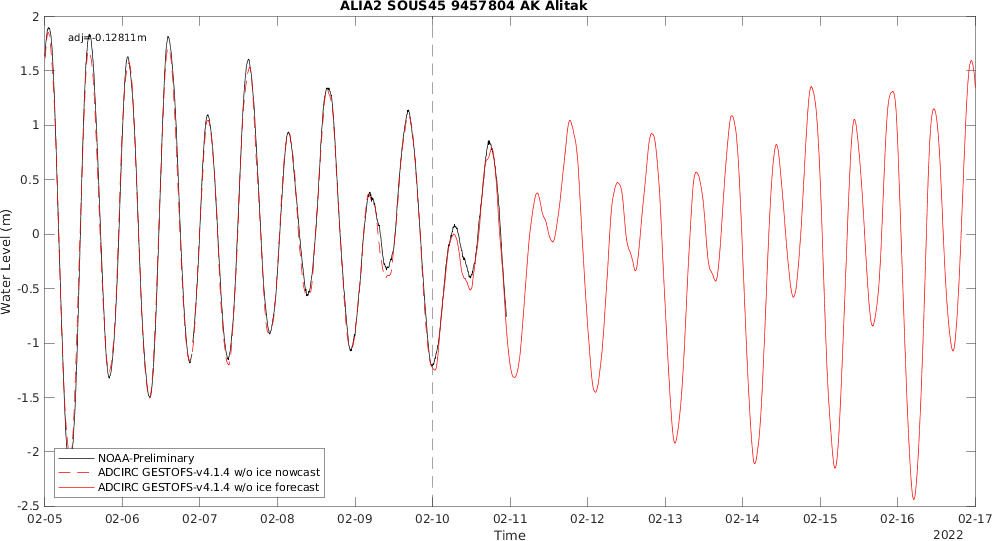 ALIA2 SOUS45 9457804 AK Alitak
adj=-0.12811m
2
1.5
1
0.5
0
-0.5
-1
-1.5
-2
-2.5
Water Level (m)
NOAA-Preliminary
ADCIRC GESTOFS-v4.1.4 w/o ice nowcast
ADCIRC GESTOFS-v4.1.4 w/o ice forecast
02-05 02-06 02-07 02-08 02-09 02-10 02-11 02-12 02-13 02-14 02-15 02-16 02-17
Time
2022